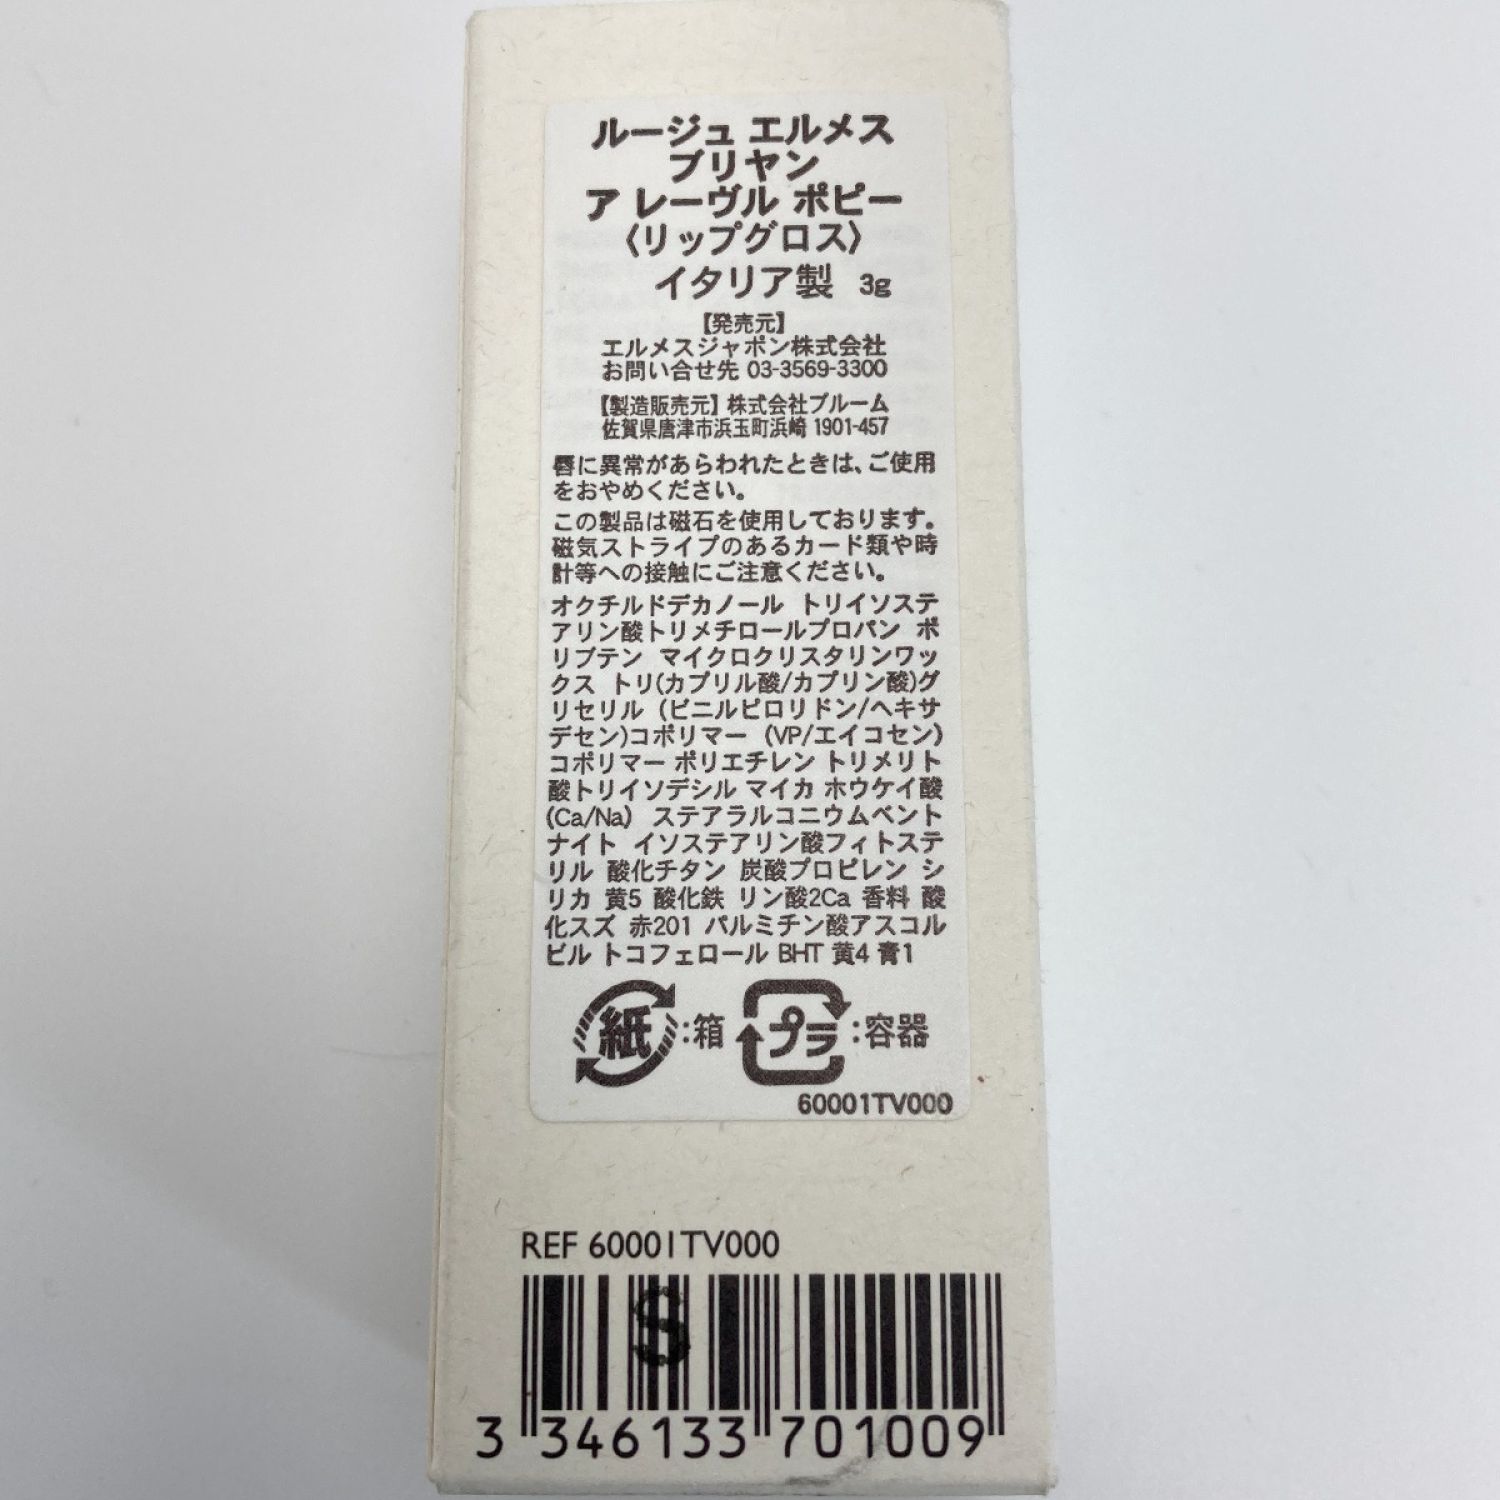 ルージュ エルメス
ブリヤン
ア レーヴル ポピー
〈リップグロス〉
イタリア製 3g
【発売元】
エルメスジャポン株式会社
お問い合せ先 03-3569-3300
【製造販売元】株式会社ブルーム
佐賀県唐津市浜玉町浜崎 1901-457
唇に異常があらわれたときは、ご使用
をおやめください。
この製品は磁石を使用しております。
磁気ストライプのあるカード類や時
計等への接触にご注意ください。
オクチルドデカノール トリイソステ
アリン酸トリメチロールプロパン ポ
リブテン マイクロクリスタリンワッ
クス トリ(カプリル酸/カプリン酸)グ
リセリル (ビニルピロリドン/ヘキサ
デセン)コポリマー (VP/エイコセン)
コポリマー ポリエチレン トリメリト
酸トリイソデシル マイカ ホウケイ酸
(Ca/Na) ステアラルコニウムベント
ナイト イソステアリン酸フィトステ
リル 酸化チタン 炭酸プロピレン シ
リカ 黄5 酸化鉄 リン酸2Ca 香料 酸
化スズ 赤201 パルミチン酸アスコル
ビル トコフェロール BHT 黄4 青1
紙:箱 プラ:容器
60001TV000
REF 60001TV000
S
3 346133 701009